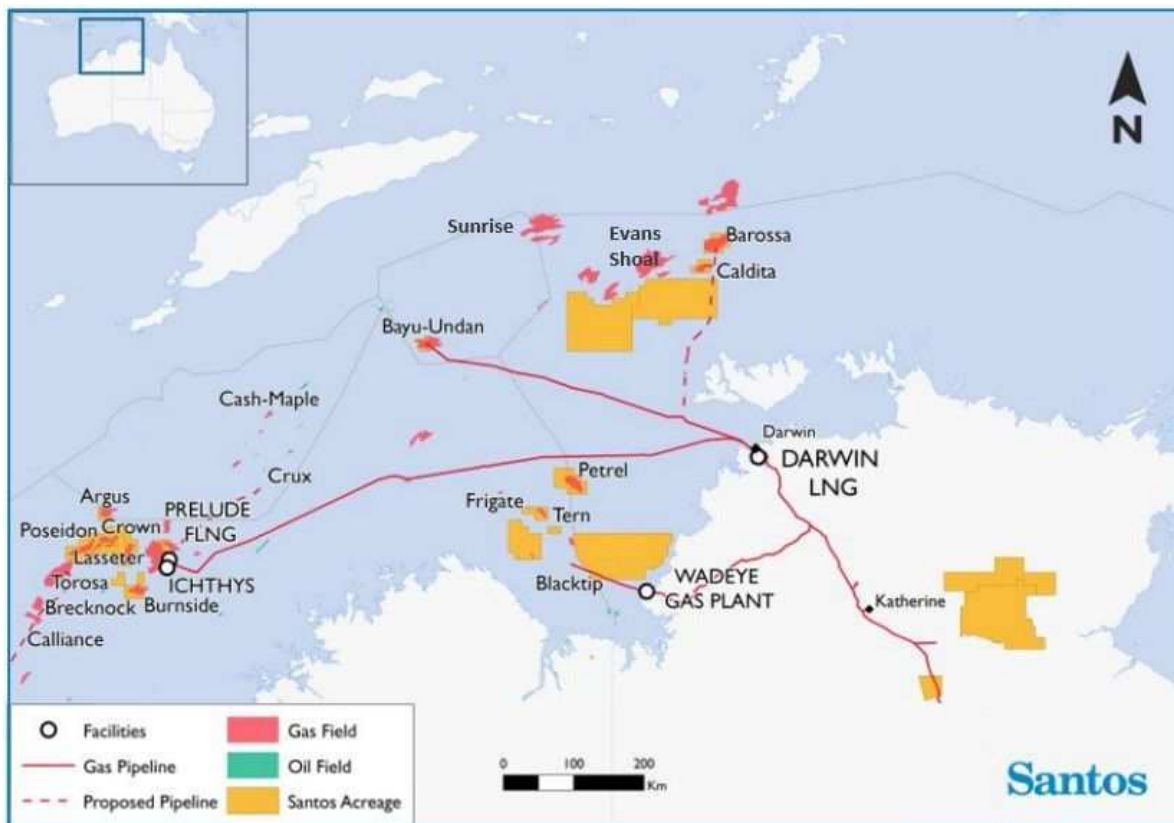 N
Sunrise
Evans
Shoal
Barossa
Caldita
Bayu-Undan
Cash-Maple
Crux
Darwin
DARWIN
LNG
Petrel
Frigate
Tern
Argus
PRELUDE
FLNG
Poseidon
Crown
Lasseter
ICHTHYS
Torosa
Brecknock
Burnside
Calliance
Blacktip
WADEYE
GAS PLANT
Katherine
Facilities
Gas Pipeline
Proposed Pipeline
Gas Field
Oil Field
Santos Acreage
0 100 200
Km
Santos